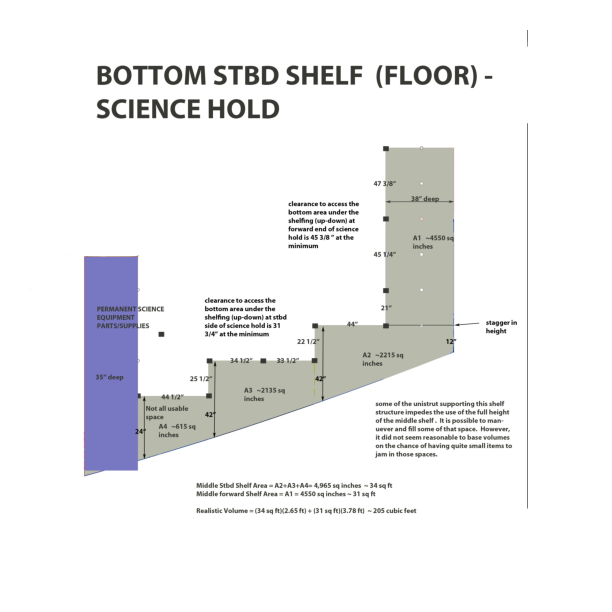 BOTTOM STBD SHELF (FLOOR) -
SCIENCE HOLD
47 3/8"
38" deep
clearance to access the
bottom area under the
shelfing (up-down) at
forward end of science
hold is 45 3/8 " at the
minimum
A1 ~4550 sq
inches
45 1/4"
21"
PERMANENT SCIENCE
EQUIPMENT
PARTS/SUPPLIES
clearance to access the
bottom area under the
shelfing (up-down) at stbd
side of science hold is 31
3/4" at the minimum
44"
stagger in
height
22 1/2"
12"
A2 ~2215 sq
inches
34 1/2"
33 1/2"
35" deep
25 1/2"
42"
A3 ~2135 sq
inches
44 1/2"
Not all usable
space
42"
A4 ~615 sq
inches
24"
some of the unistrut supporting this shelf
structure impedes the use of the full height
of the middle shelf . It is possible to man-
uever and fill some of that space. However,
it did not seem reasonable to base volumes
on the chance of having quite small items to
jam in those spaces.
Middle Stbd Shelf Area = A2+A3+A4= 4,965 sq inches ~ 34 sq ft
Middle forward Shelf Area = A1 = 4550 sq inches ~ 31 sq ft
Realistic Volume = (34 sq ft)(2.65 ft) + (31 sq ft)(3.78 ft) ~ 205 cubic feet